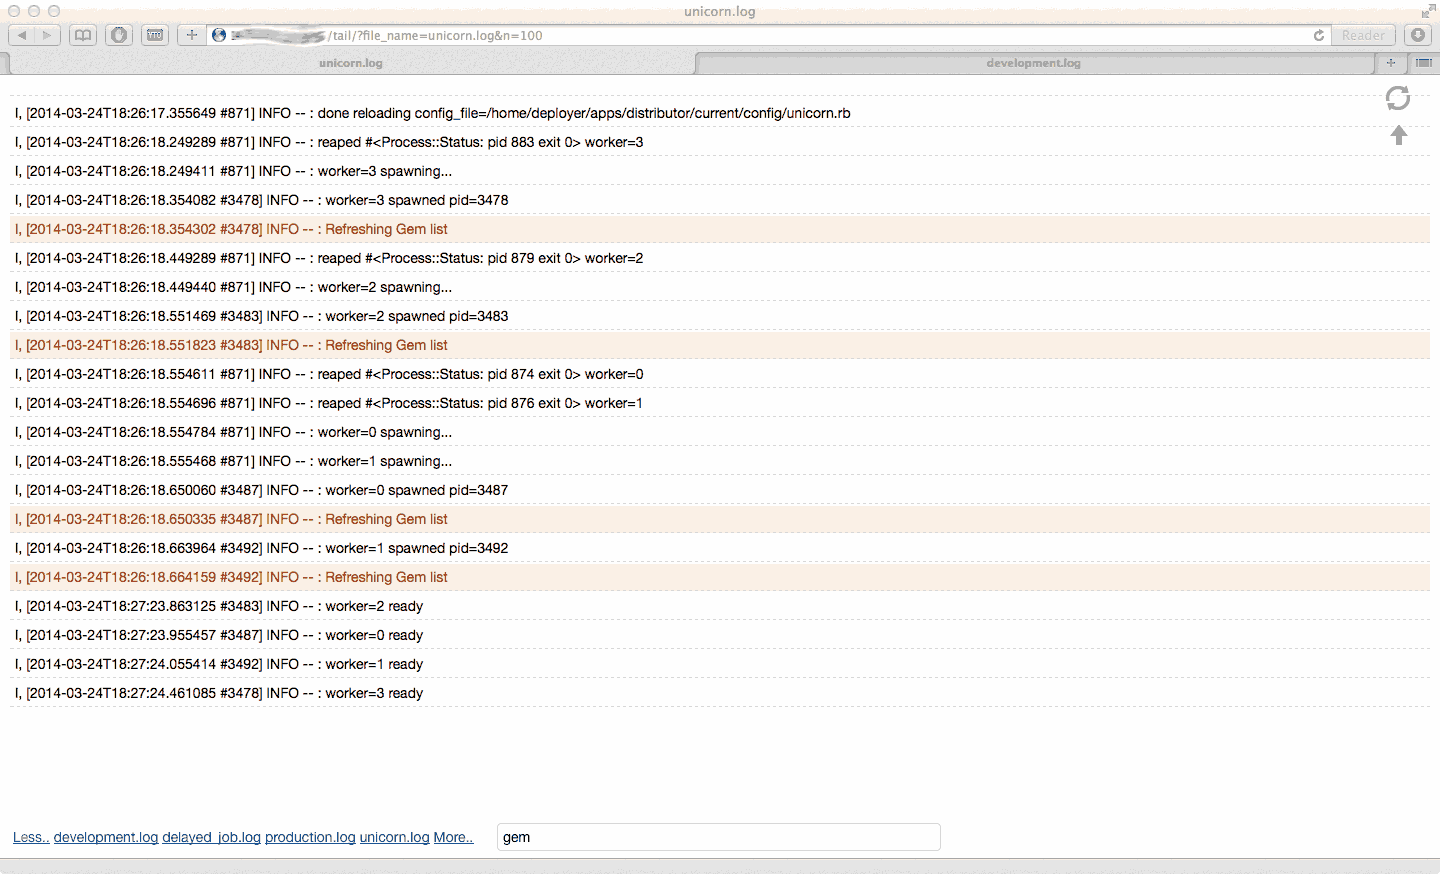 unicorn.log
/tail/?file_name=unicorn.log&n=100
Reader
unicorn.log
development.log
I, [2014-03-24T18:26:17.355649 #871] INFO -- : done reloading config_file=/home/deployer/apps/distributor/current/config/unicorn.rb
I, [2014-03-24T18:26:18.249289 #871] INFO -- : reaped #<Process::Status: pid 883 exit 0> worker=3
I, [2014-03-24T18:26:18.249411 #871] INFO -- : worker=3 spawning...
I, [2014-03-24T18:26:18.354082 #3478] INFO -- : worker=3 spawned pid=3478
I, [2014-03-24T18:26:18.354302 #3478] INFO -- : Refreshing Gem list
I, [2014-03-24T18:26:18.449289 #871] INFO -- : reaped #<Process::Status: pid 879 exit 0> worker=2
I, [2014-03-24T18:26:18.449440 #871] INFO -- : worker=2 spawning...
I, [2014-03-24T18:26:18.551469 #3483] INFO -- : worker=2 spawned pid=3483
I, [2014-03-24T18:26:18.551823 #3483] INFO -- : Refreshing Gem list
I, [2014-03-24T18:26:18.554611 #871] INFO -- : reaped #<Process::Status: pid 874 exit 0> worker=0
I, [2014-03-24T18:26:18.554696 #871] INFO -- : reaped #<Process::Status: pid 876 exit 0> worker=1
I, [2014-03-24T18:26:18.554784 #871] INFO -- : worker=0 spawning...
I, [2014-03-24T18:26:18.555468 #871] INFO -- : worker=1 spawning...
I, [2014-03-24T18:26:18.650060 #3487] INFO -- : worker=0 spawned pid=3487
I, [2014-03-24T18:26:18.650335 #3487] INFO -- : Refreshing Gem list
I, [2014-03-24T18:26:18.663964 #3492] INFO -- : worker=1 spawned pid=3492
I, [2014-03-24T18:26:18.664159 #3492] INFO -- : Refreshing Gem list
I, [2014-03-24T18:27:23.863125 #3483] INFO -- : worker=2 ready
I, [2014-03-24T18:27:23.955457 #3487] INFO -- : worker=0 ready
I, [2014-03-24T18:27:24.055414 #3492] INFO -- : worker=1 ready
I, [2014-03-24T18:27:24.461085 #3478] INFO -- : worker=3 ready
Less.. development.log delayed_job.log production.log unicorn.log More.. gem